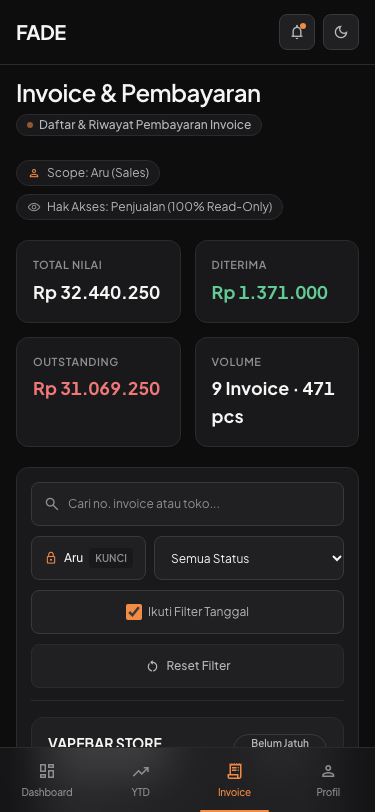 FADE
Invoice & Pembayaran
Daftar & Riwayat Pembayaran Invoice
Scope: Aru (Sales)
Hak Akses: Penjualan (100% Read-Only)
TOTAL NILAI
Rp 32.440.250
DITERIMA
Rp 1.371.000
OUTSTANDING
Rp 31.069.250
VOLUME
9 Invoice · 471
pcs
Cari no. invoice atau toko...
Aru KUNCI
Semua Status
Ikuti Filter Tanggal
Reset Filter
VAPEBAR STORE
Belum Jatuh
Dashboard
YTD
Invoice
Profil